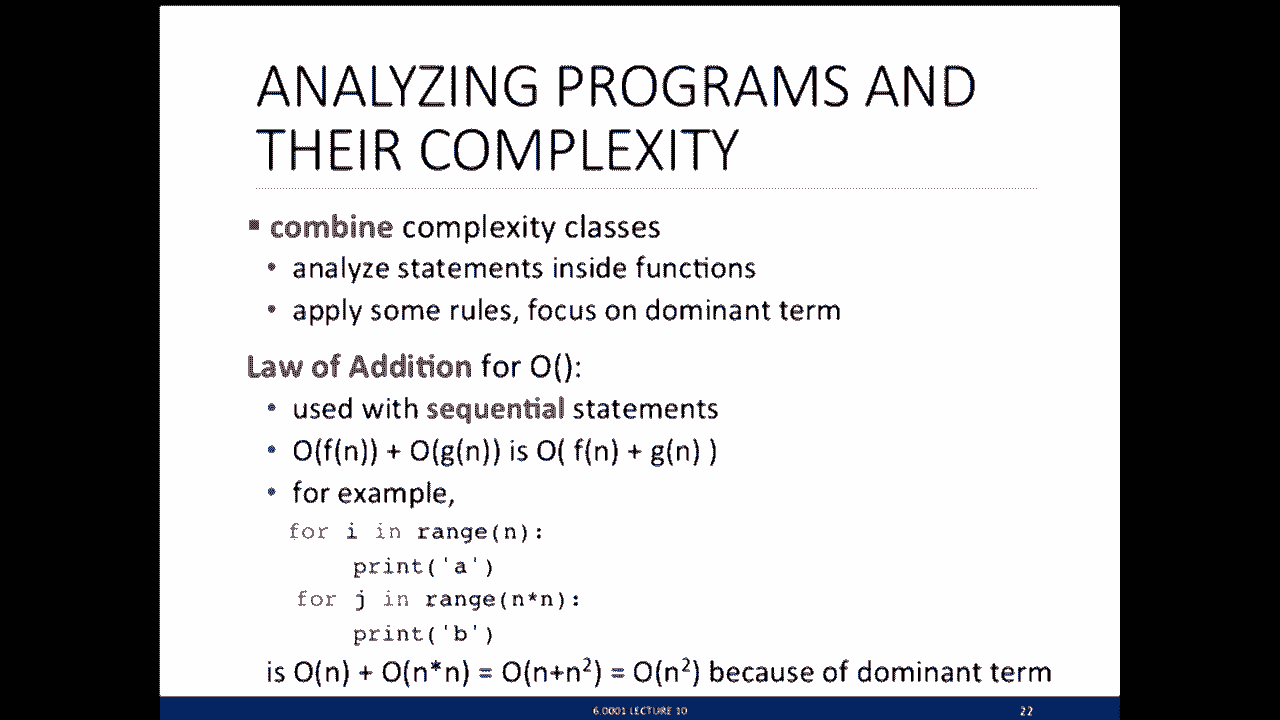 ANALYZING PROGRAMS AND
THEIR COMPLEXITY
▪ combine complexity classes
• analyze statements inside functions
• apply some rules, focus on dominant term
Law of Addition for O():
• used with sequential statements
• O(f(n)) + O(g(n)) is O( f(n) + g(n) )
• for example,
for i in range(n):
print('a')
for j in range(n*n):
print('b')
is O(n) + O(n*n) = O(n+n²) = O(n²) because of dominant term
6.0001 LECTURE 10
22